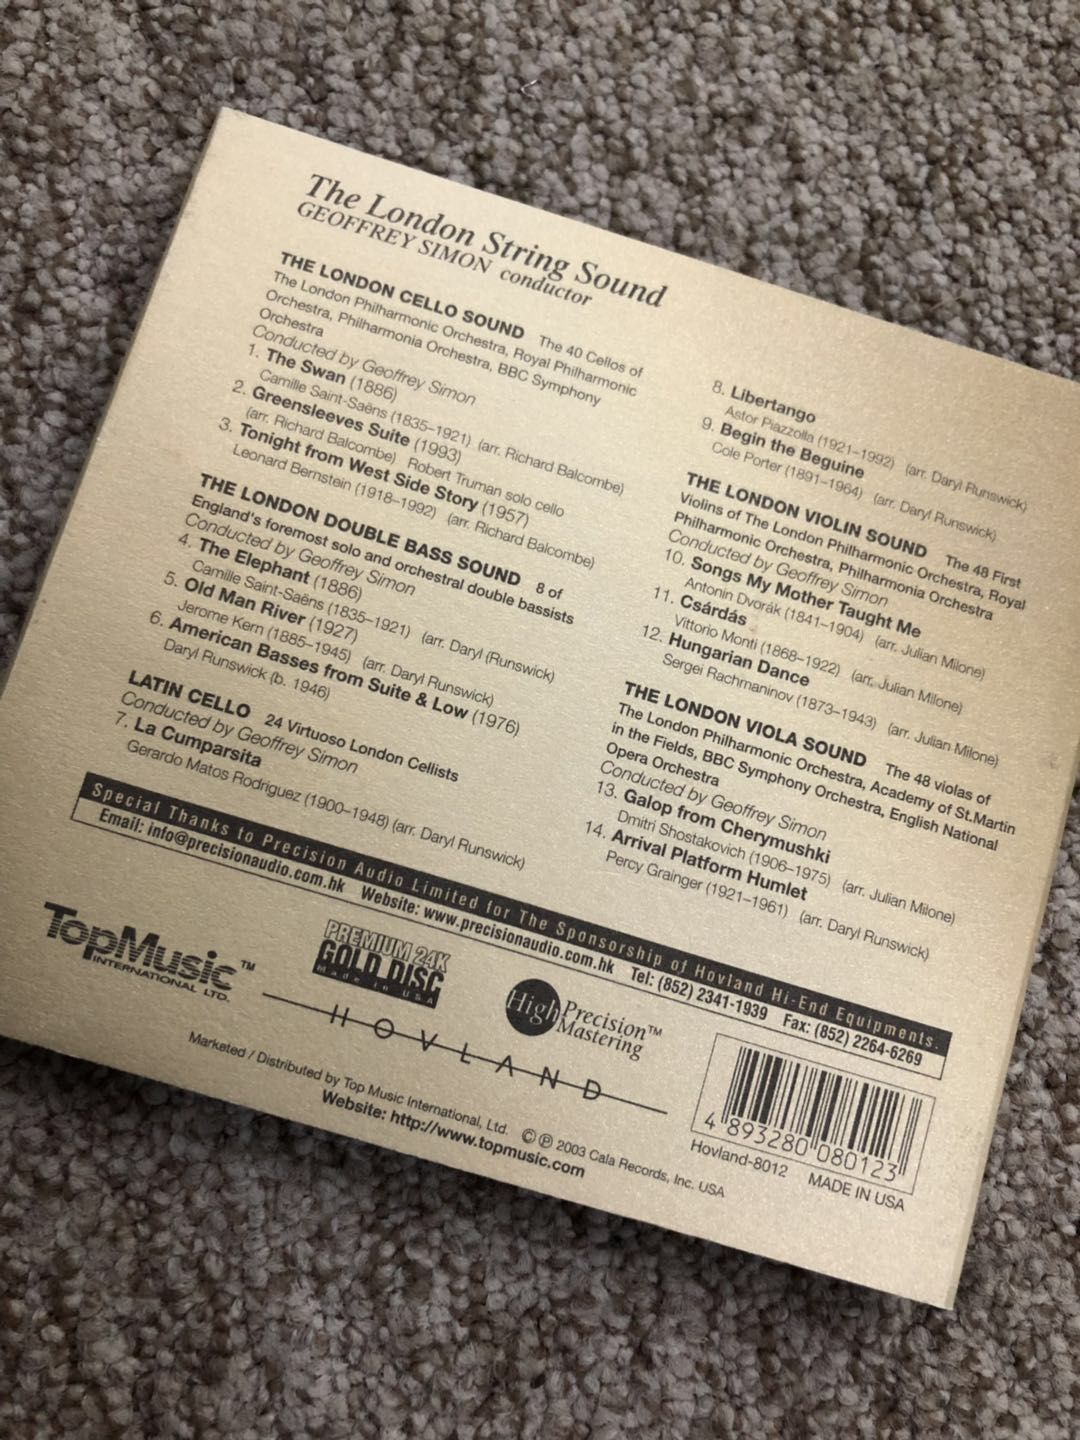 The London String Sound
GEOFFREY SIMON conductor
THE LONDON CELLO SOUND The 40 Cellos of
The London Philharmonic Orchestra, Royal Philharmonic
Orchestra, Philharmonia Orchestra, BBC Symphony
Orchestra
Conducted by Geoffrey Simon
1. The Swan (1886)
Camille Saint-Saëns (1835–1921) (arr. Richard Balcombe)
2. Greensleeves Suite (1993)
(arr. Richard Balcombe) Robert Truman solo cello
3. Tonight from West Side Story (1957)
Leonard Bernstein (1918–1992) (arr. Richard Balcombe)
THE LONDON DOUBLE BASS SOUND 8 of
England's foremost solo and orchestral double bassists
Conducted by Geoffrey Simon
4. The Elephant (1886)
Camille Saint-Saëns (1835–1921) (arr. Daryl (Runswick)
5. Old Man River (1927)
Jerome Kern (1885–1945) (arr. Daryl Runswick)
6. American Basses from Suite & Low (1976)
Daryl Runswick (b. 1946)
LATIN CELLO 24 Virtuoso London Cellists
Conducted by Geoffrey Simon
7. La Cumparsita
Gerardo Matos Rodriguez (1900–1948) (arr. Daryl Runswick)
8. Libertango
Astor Piazzolla (1921–1992) (arr. Daryl Runswick)
9. Begin the Beguine
Cole Porter (1891–1964) (arr. Daryl Runswick)
THE LONDON VIOLIN SOUND The 48 First
Violins of The London Philharmonic Orchestra, Royal
Philharmonic Orchestra, Philharmonia Orchestra
Conducted by Geoffrey Simon
10. Songs My Mother Taught Me
Antonin Dvorák (1841–1904) (arr. Julian Milone)
11. Csárdás
Vittorio Monti (1868–1922) (arr. Julian Milone)
12. Hungarian Dance
Sergei Rachmaninov (1873–1943) (arr. Julian Milone)
THE LONDON VIOLA SOUND The 48 violas of
The London Philharmonic Orchestra, Academy of St.Martin
in the Fields, BBC Symphony Orchestra, English National
Opera Orchestra
Conducted by Geoffrey Simon
13. Galop from Cherymushki
Dmitri Shostakovich (1906–1975) (arr. Julian Milone)
14. Arrival Platform Humlet
Percy Grainger (1921–1961) (arr. Daryl Runswick)
Special Thanks to Precision Audio Limited for The Sponsorship of Hovland Hi-End Equipments.
Email: info@precisionaudio.com.hk Website: www.precisionaudio.com.hk Tel: (852) 2341-1939 Fax: (852) 2264-6269
TopMusic™
INTERNATIONAL LTD.
PREMIUM 24K
GOLD DISC
Made in USA
High Precision™
Mastering
HOVLAND
Marketed / Distributed by Top Music International, Ltd. © ℗ 2003 Cala Records, Inc. USA
Website: http://www.topmusic.com
4 893280 080123
Hovland-8012 MADE IN USA